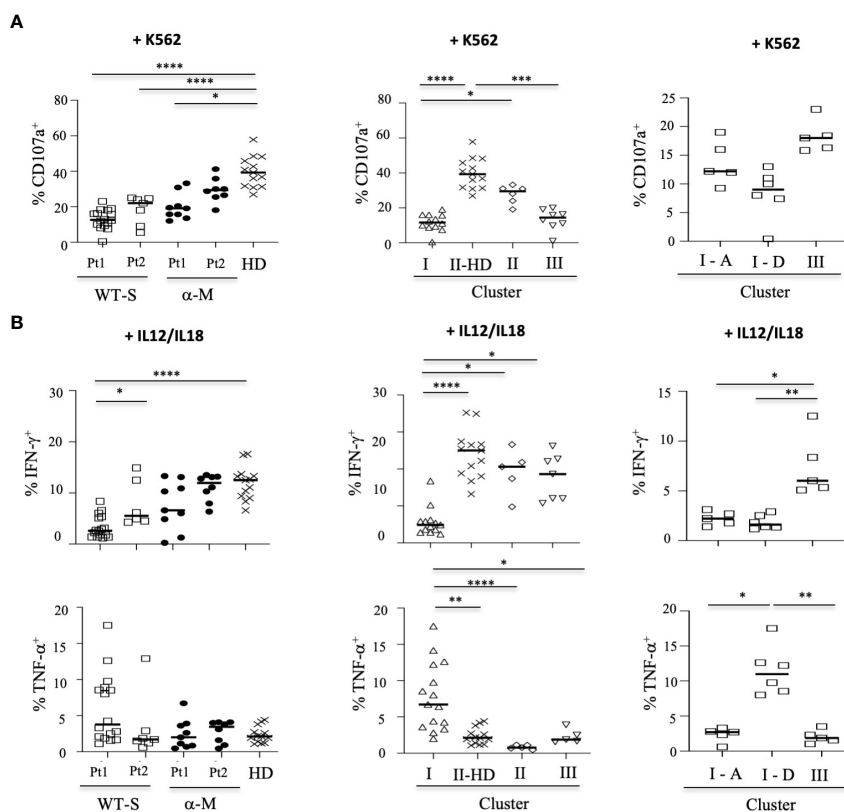 A
+ K562
**** 
****
*
% CD107a+
80
60
40
20
0
Pt1 Pt2 Pt1 Pt2 HD
WT-S α-M
+ K562
**** ***
*
% CD107a+
80
60
40
20
0
I II-HD II III
Cluster
+ K562
% CD107a+
25
20
15
10
5
0
I - A I - D III
Cluster
B
+ IL12/IL18
****
*
% IFN-γ+
30
20
10
0
+ IL12/IL18
*
*
****
% IFN-γ+
30
20
10
0
+ IL12/IL18
*
**
% IFN-γ+
15
10
5
0
% TNF-α+
20
15
10
5
0
Pt1 Pt2 Pt1 Pt2 HD
WT-S α-M
*
****
**
% TNF-α+
20
15
10
5
0
I II-HD II III
Cluster
* **
% TNF-α+
20
15
10
5
0
I - A I - D III
Cluster